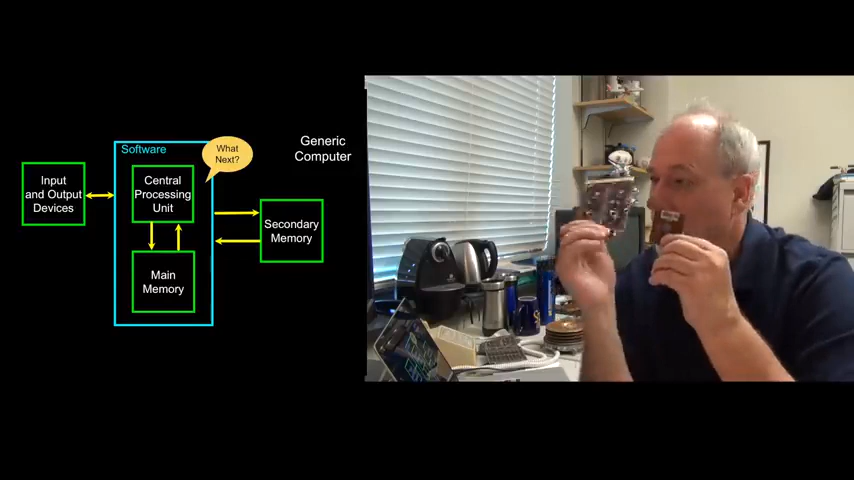 Software
What
Next?
Generic
Computer
Input
and Output
Devices
Central
Processing
Unit
Secondary
Memory
Main
Memory